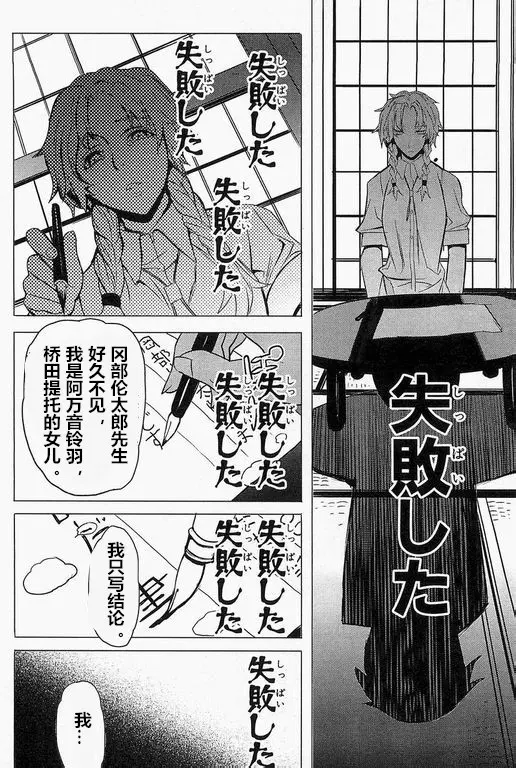 失敗した
失敗した
失敗した
失敗した
冈部伦太郎先生
好久不见，
我是阿万音铃羽，
桥田提托的女儿。
失敗した
失敗した
失敗した
失敗した
我只写结论。
失敗した
我…